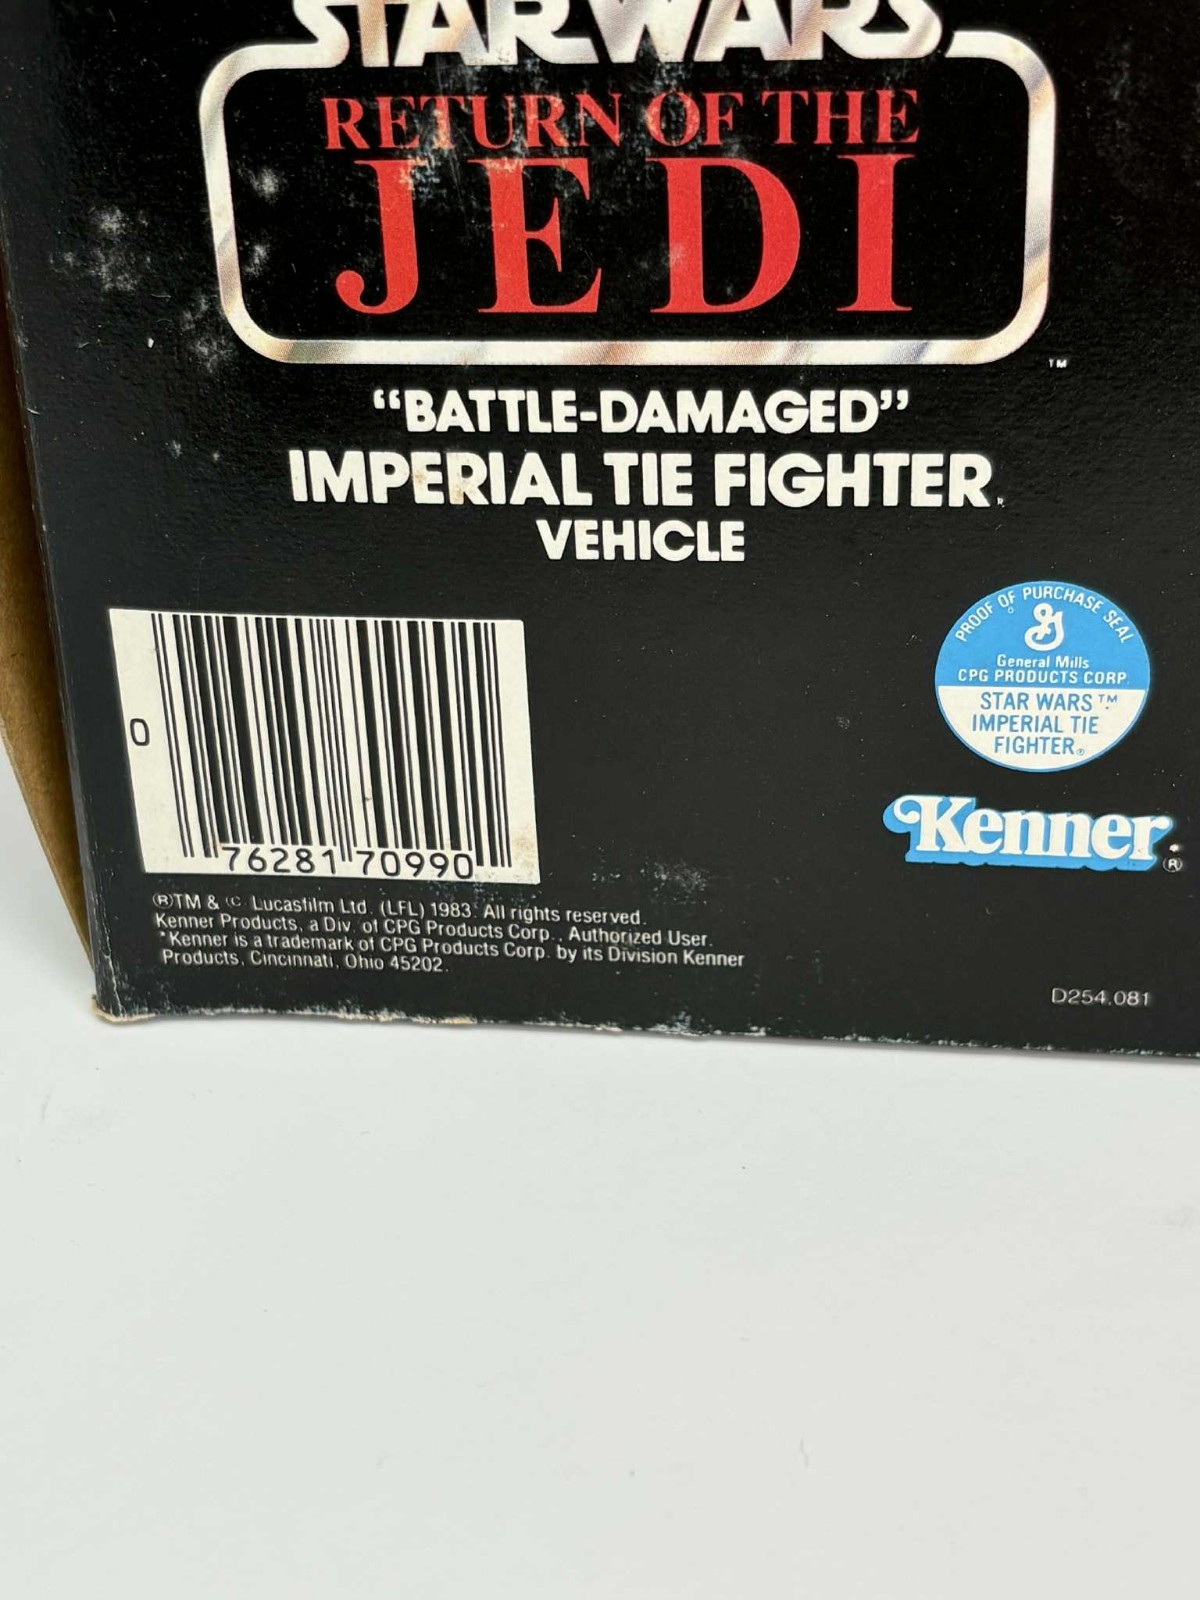 STAR WARS
RETURN OF THE
JEDI
™
“BATTLE-DAMAGED”
IMPERIAL TIE FIGHTER®
VEHICLE
PROOF OF PURCHASE SEAL
G
General Mills
CPG PRODUCTS CORP.
STAR WARS™
IMPERIAL TIE
FIGHTER®
Kenner®
0 76281 70990
®TM & © Lucasfilm Ltd. (LFL) 1983. All rights reserved.
Kenner Products, a Div. of CPG Products Corp., Authorized User.
*Kenner is a trademark of CPG Products Corp. by its Division Kenner
Products, Cincinnati, Ohio 45202.
D254.081